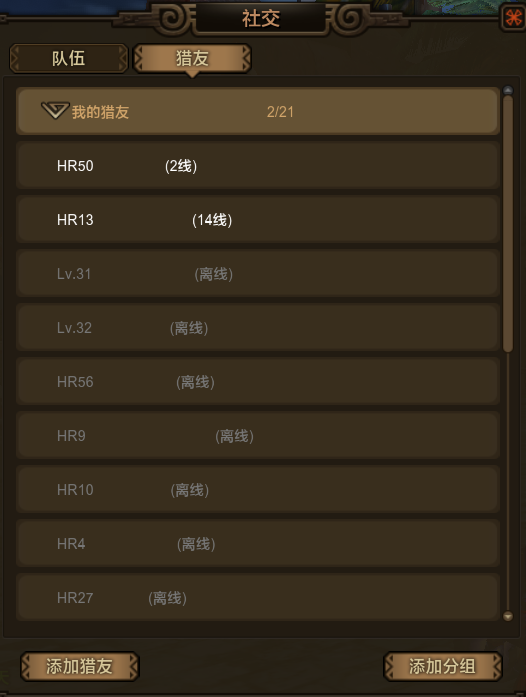 社交
队伍 猎友
我的猎友 2/21
HR50 (2线)
HR13 (14线)
Lv.31 (离线)
Lv.32 (离线)
HR56 (离线)
HR9 (离线)
HR10 (离线)
HR4 (离线)
HR27 (离线)
添加猎友 添加分组